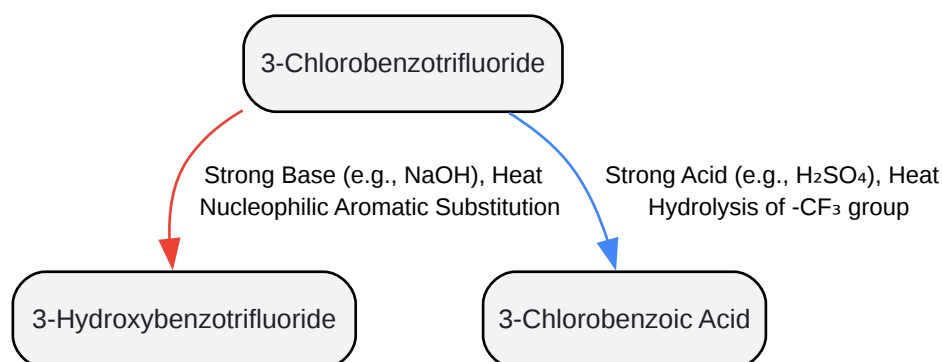 3-Chlorobenzotrifluoride
Strong Base (e.g., NaOH), Heat
Nucleophilic Aromatic Substitution
Strong Acid (e.g., H₂SO₄), Heat
Hydrolysis of -CF₃ group
3-Hydroxybenzotrifluoride
3-Chlorobenzoic Acid